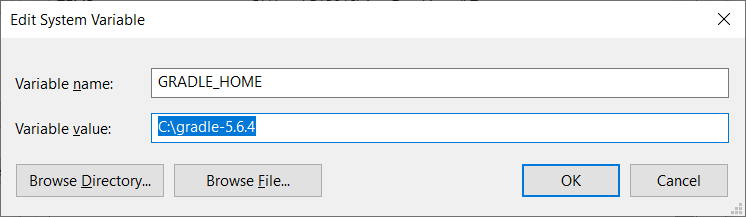 Edit System Variable
Variable name:
GRADLE_HOME
Variable value:
C:\gradle-5.6.4
Browse Directory...
Browse File...
OK
Cancel